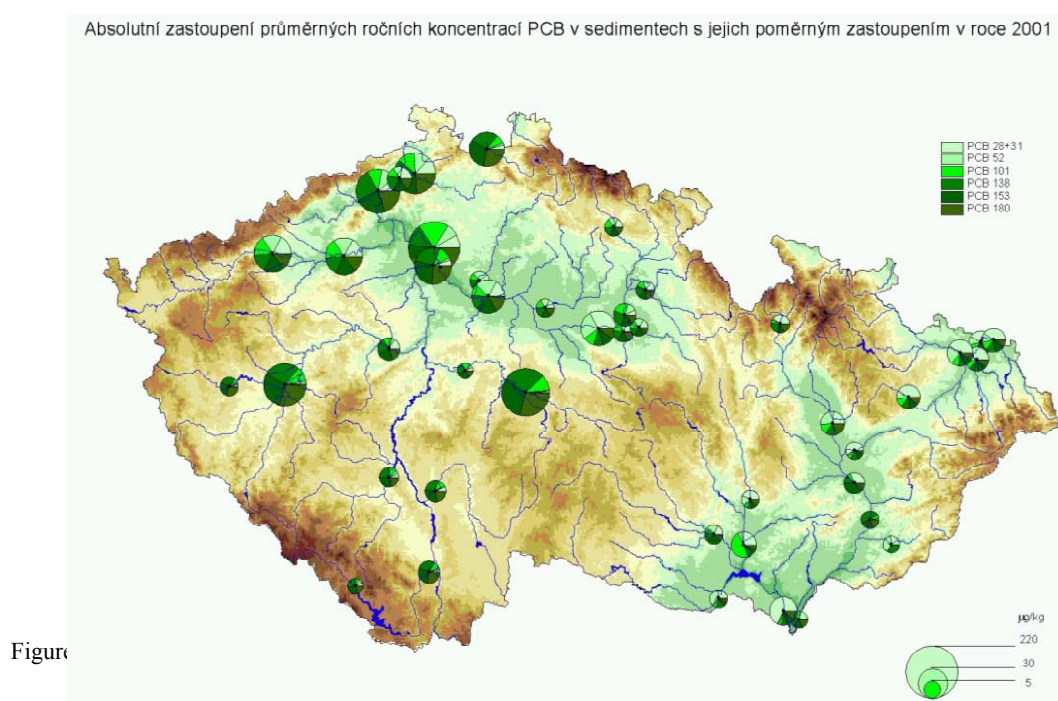 Absolutní zastoupení průměrných ročních koncentrací PCB v sedimentech s jejich poměrným zastoupením v roce 2001
PCB 28+31
PCB 52
PCB 101
PCB 138
PCB 153
PCB 180
µg/kg
220
30
5
Figure